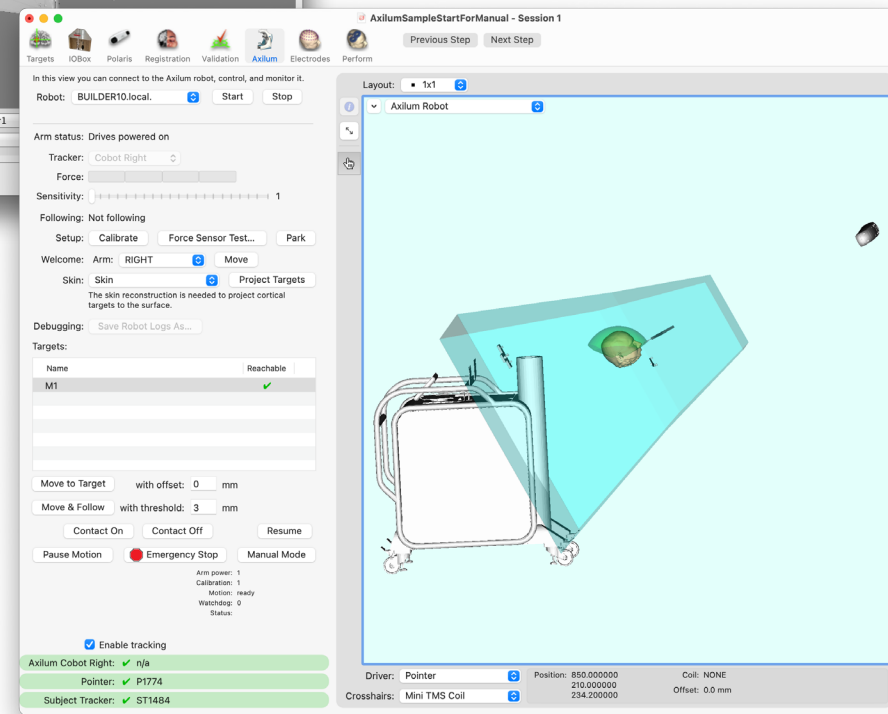 AxilumSampleStartForManual - Session 1
Targets IOBox Polaris Registration Validation Axilum Electrodes Perform
Previous Step Next Step
In this view you can connect to the Axilum robot, control, and monitor it.
Robot: BUILDER10.local. Start Stop
Arm status: Drives powered on
Tracker: Cobot Right
Force:
Sensitivity: 1
Following: Not following
Setup: Calibrate Force Sensor Test... Park
Welcome: Arm: RIGHT Move
Skin: Skin Project Targets
The skin reconstruction is needed to project cortical
targets to the surface.
Debugging: Save Robot Logs As...
Targets:
Name Reachable
M1 ✔
Move to Target with offset: 0 mm
Move & Follow with threshold: 3 mm
Contact On Contact Off Resume
Pause Motion Emergency Stop Manual Mode
Arm power: 1
Calibration: 1
Motion: ready
Watchdog: 0
Status:
Enable tracking
Axilum Cobot Right: ✔ n/a
Pointer: ✔ P1774
Subject Tracker: ✔ ST1484
Layout: 1x1
Axilum Robot
Driver: Pointer
Crosshairs: Mini TMS Coil
Position: 850.000000
210.000000
234.200000
Coil: NONE
Offset: 0.0 mm